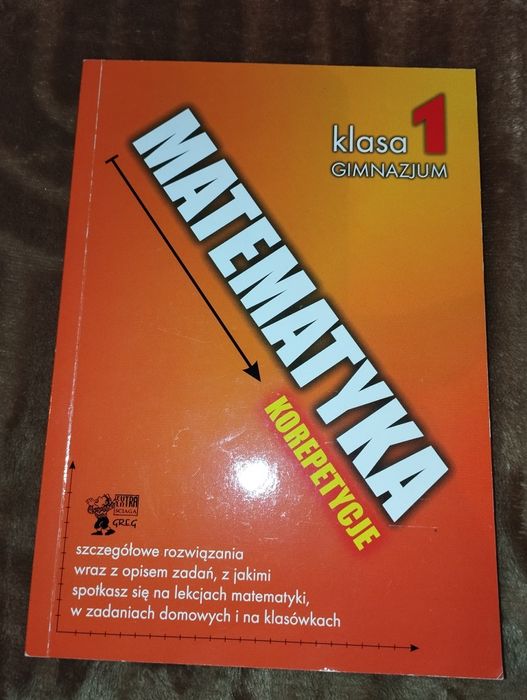 klasa 1
GIMNAZJUM
MATEMATYKA
KOREPETYCJE
EXTRA
ŚCIĄGA
GREG
szczegółowe rozwiązania
wraz z opisem zadań, z jakimi
spotkasz się na lekcjach matematyki,
w zadaniach domowych i na klasówkach